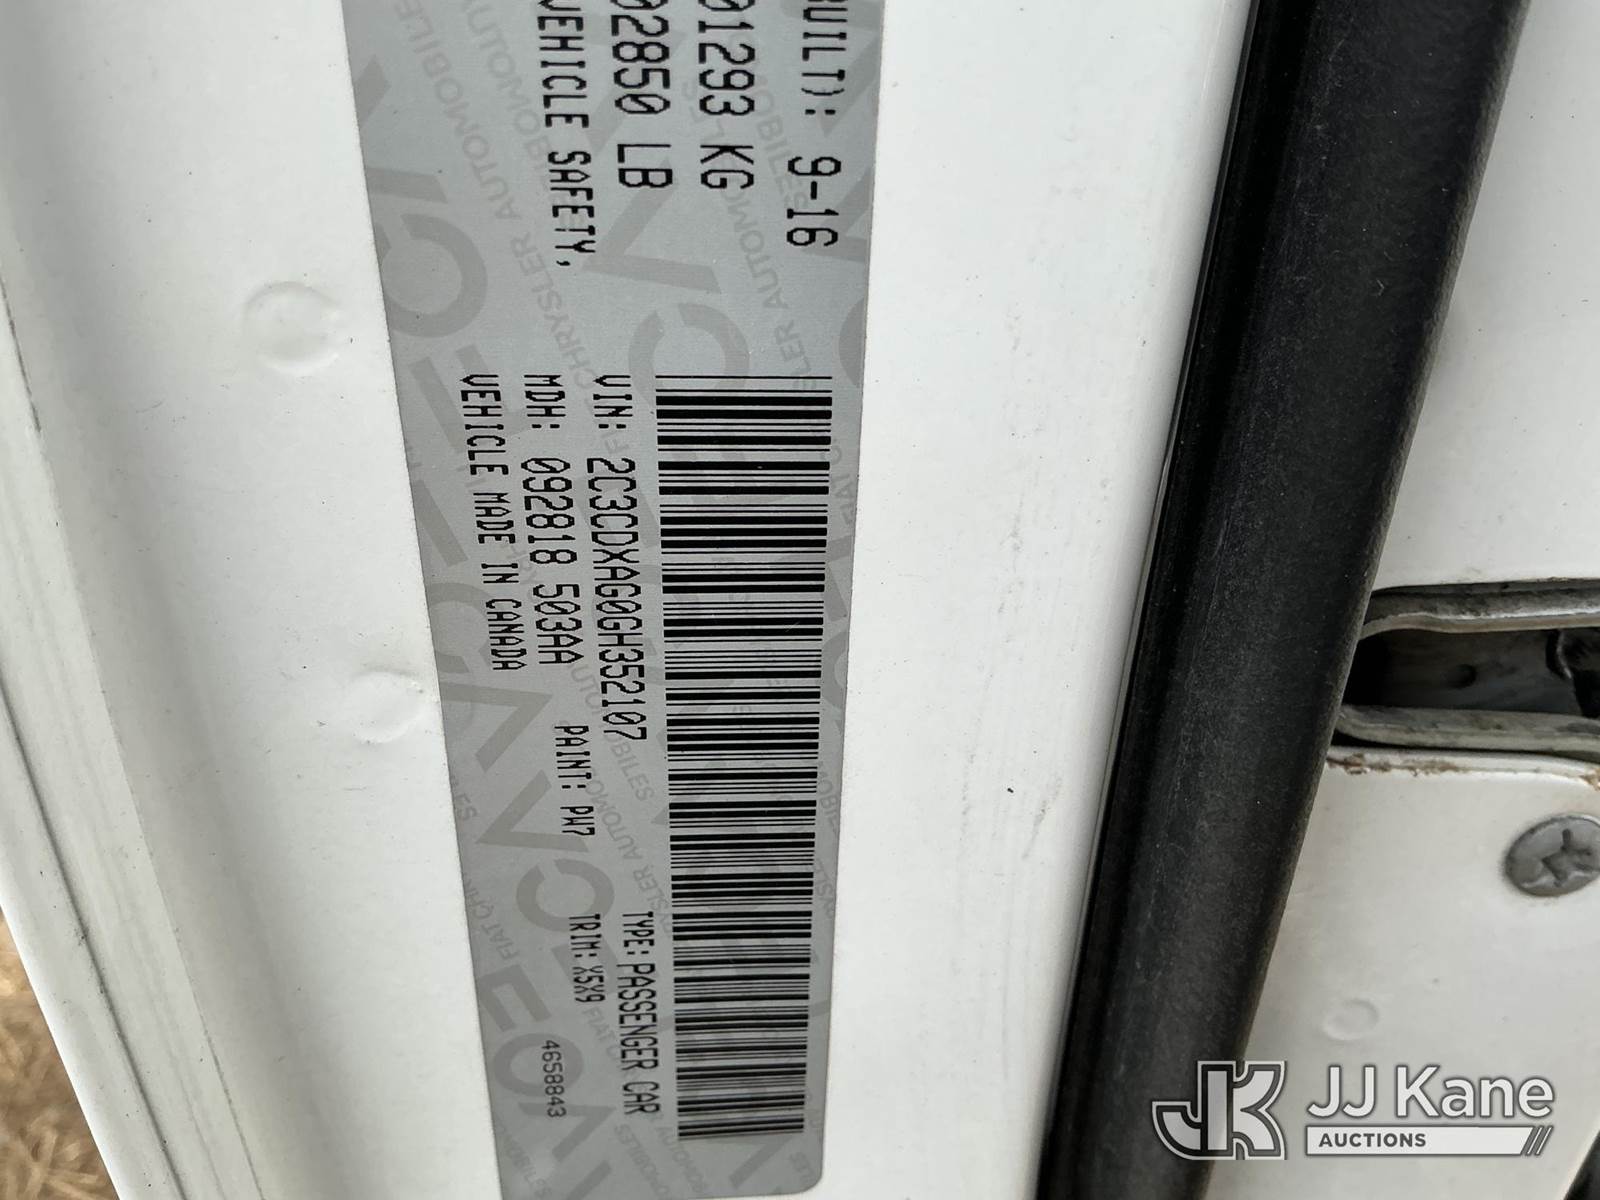 BUILT): 9-16
01293 KG
02850 LB
VEHICLE SAFETY,
VIN: 2C3CDXAG0GH352107
TYPE: PASSENGER CAR
MDH: 092818 503AA
PAINT: PW7
TRIM: X5X9
VEHICLE MADE IN CANADA
4658843
JJ Kane
AUCTIONS